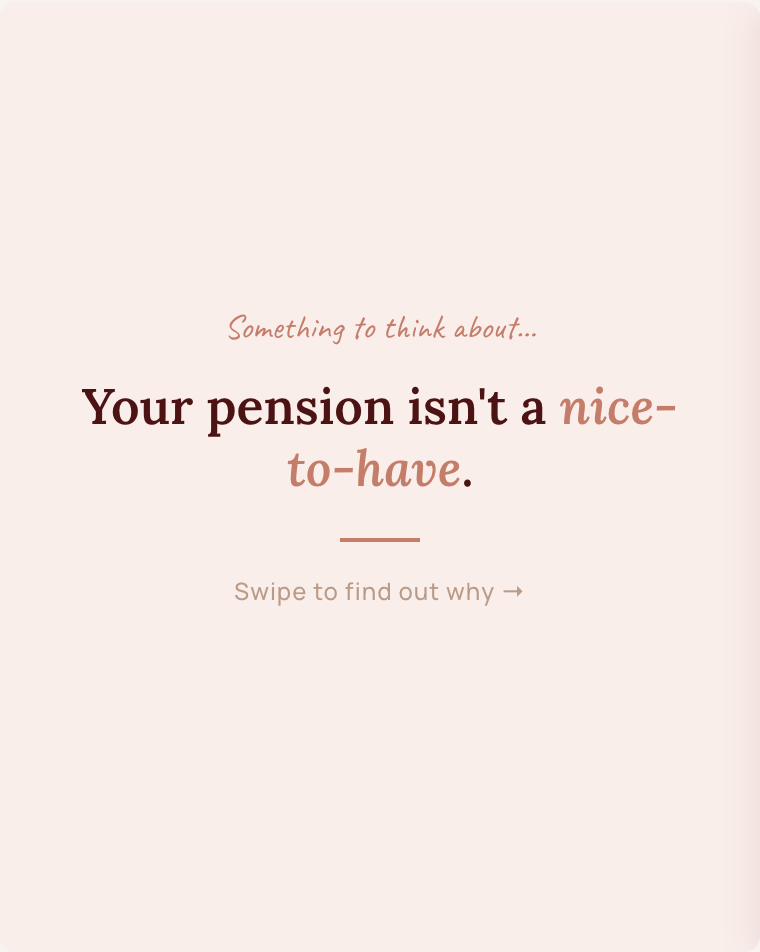 Something to think about...
Your pension isn't a nice-
to-have.
Swipe to find out why →